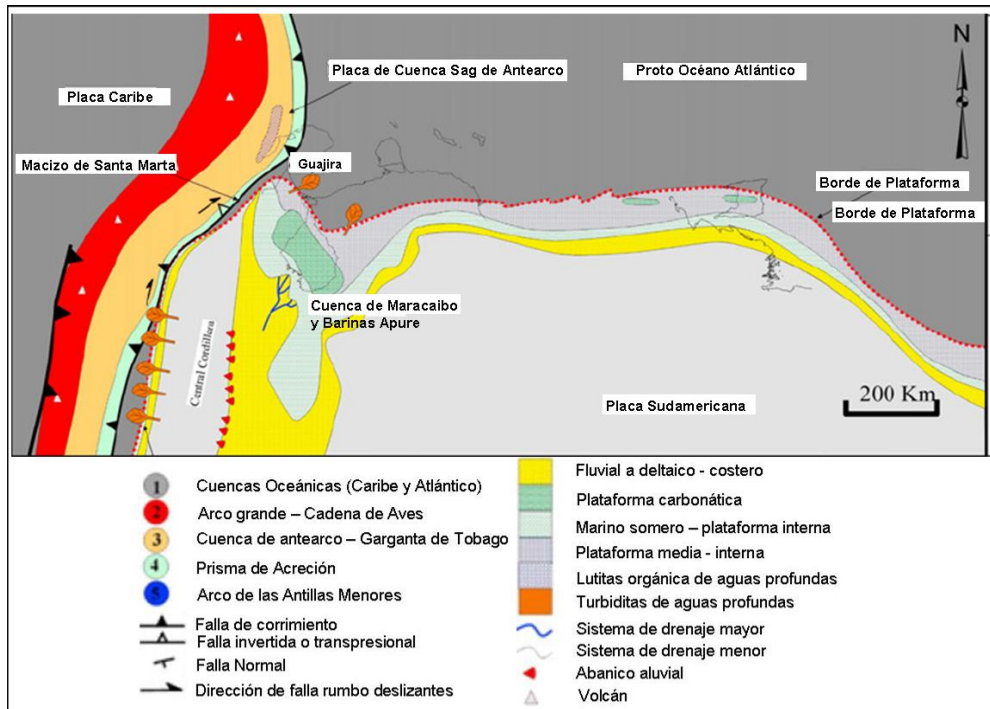 Placa de Cuenca Sag de Antearco
Proto Océano Atlántico
N
Placa Caribe
Macizo de Santa Marta
Guajira
Borde de Plataforma
Borde de Plataforma
Cuenca de Maracaibo
y Barinas Apure
Central Cordillera
Placa Sudamericana
200 Km
1 Cuencas Oceánicas (Caribe y Atlántico)
2 Arco grande – Cadena de Aves
3 Cuenca de antearco – Garganta de Tobago
4 Prisma de Acreción
5 Arco de las Antillas Menores
Falla de corrimiento
Falla invertida o transpresional
Falla Normal
Dirección de falla rumbo deslizantes
Fluvial a deltaico - costero
Plataforma carbonática
Marino somero – plataforma interna
Plataforma media - interna
Lutitas orgánica de aguas profundas
Turbiditas de aguas profundas
Sistema de drenaje mayor
Sistema de drenaje menor
Abanico aluvial
Volcán